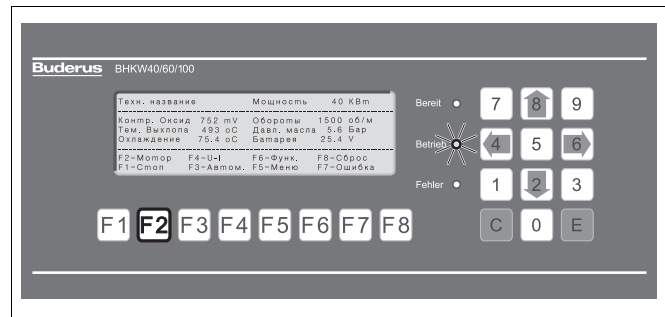 Buderus BHKW40/60/100
Техн. название Мощность 40 КВт
Контр. Оксид 752 mV Обороты 1500 об/м
Тем. Выхлопа 493 оС Давл. масла 5.6 Бар
Охлаждение 75.4 оС Батарея 25.4 V
F2-Мотор F4-U-I F6-Функ. F8-Сброс
F1-Стоп F3-Автом. F5-Меню F7-Ошибка
Bereit
Betrieb
Fehler
7 8 9
4 5 6
1 2 3
C 0 E
F1 F2 F3 F4 F5 F6 F7 F8